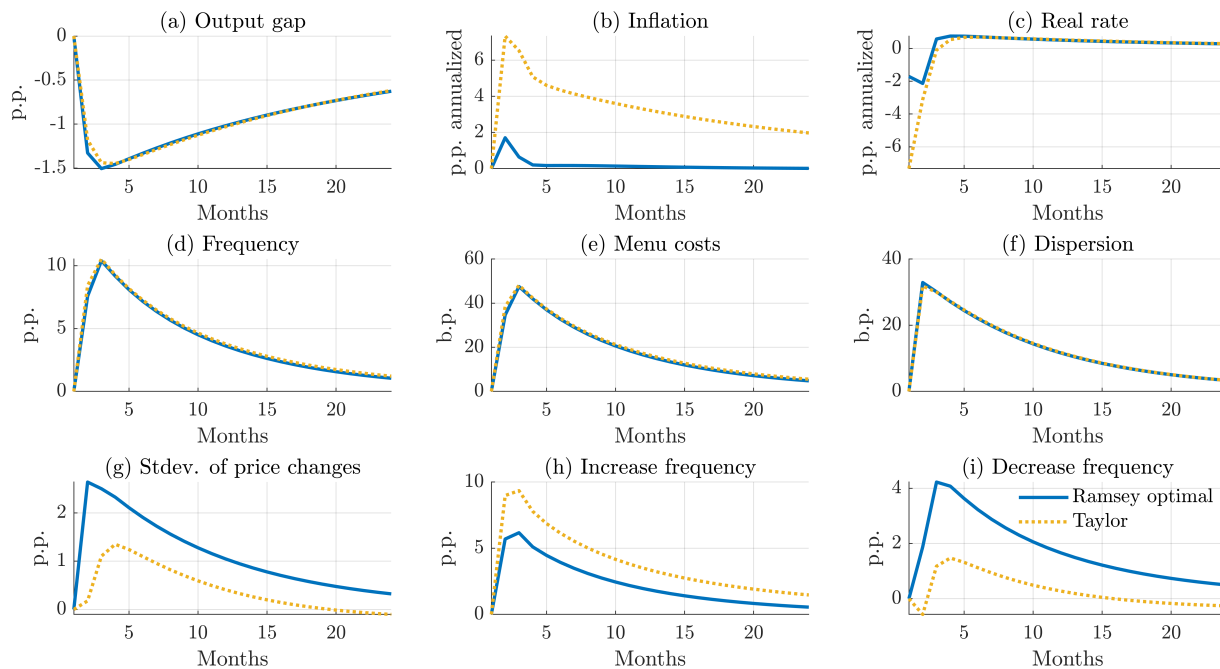 (a) Output gap
p.p.
0
-0.5
-1
-1.5
5 10 15 20
Months
(b) Inflation
p.p. annualized
6
4
2
0
5 10 15 20
Months
(c) Real rate
p.p. annualized
0
-2
-4
-6
5 10 15 20
Months
(d) Frequency
p.p.
10
5
0
5 10 15 20
Months
(e) Menu costs
b.p.
60
40
20
0
5 10 15 20
Months
(f) Dispersion
b.p.
40
20
0
5 10 15 20
Months
(g) Stdev. of price changes
p.p.
2
1
0
5 10 15 20
Months
(h) Increase frequency
p.p.
10
5
0
5 10 15 20
Months
(i) Decrease frequency
p.p.
4
2
0
Ramsey optimal
Taylor
5 10 15 20
Months